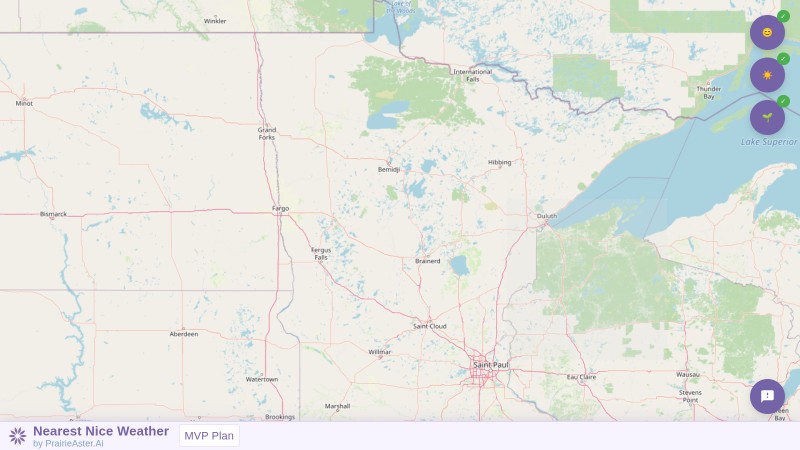 Winkler
Lake of
the Woods
International
Falls
Thunder
Bay
Minot
Grand
Forks
Lake Superior
Bemidji
Hibbing
Bismarck
Fargo
Duluth
Fergus
Falls
Brainerd
Aberdeen
Saint Cloud
Willmar
Saint Paul
Watertown
Eau Claire
Wausau
Stevens
Point
Marshall
Brookings
Bay
Nearest Nice Weather
by PrairieAster.Ai
MVP Plan